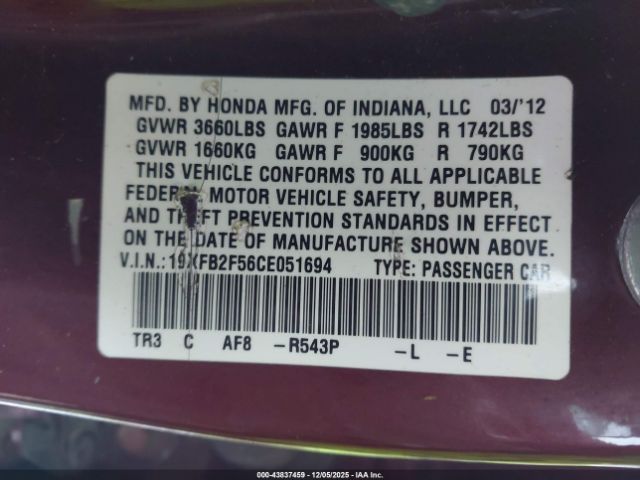 MFD. BY HONDA MFG. OF INDIANA, LLC 03/'12
GVWR 3660LBS GAWR F 1985LBS R 1742LBS
GVWR 1660KG GAWR F 900KG R 790KG
THIS VEHICLE CONFORMS TO ALL APPLICABLE
FEDERAL MOTOR VEHICLE SAFETY, BUMPER,
AND THEFT PREVENTION STANDARDS IN EFFECT
ON THE DATE OF MANUFACTURE SHOWN ABOVE.
V.I.N.: 19XFB2F56CE051694 TYPE: PASSENGER CAR
TR3 C AF8 -R543P -L -E
000-43837459 - 12/05/2025 - IAA Inc.